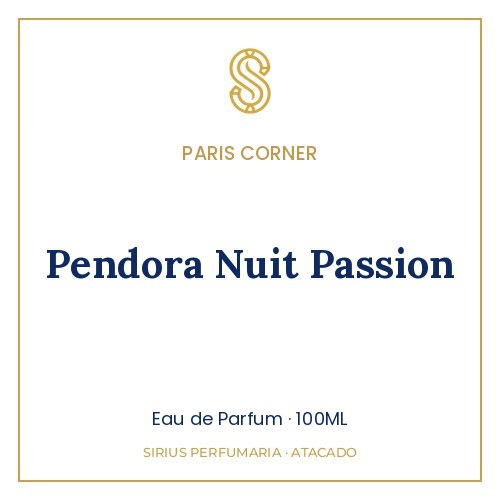 PARIS CORNER
Pendora Nuit Passion
Eau de Parfum · 100ML
SIRIUS PERFUMARIA · ATACADO